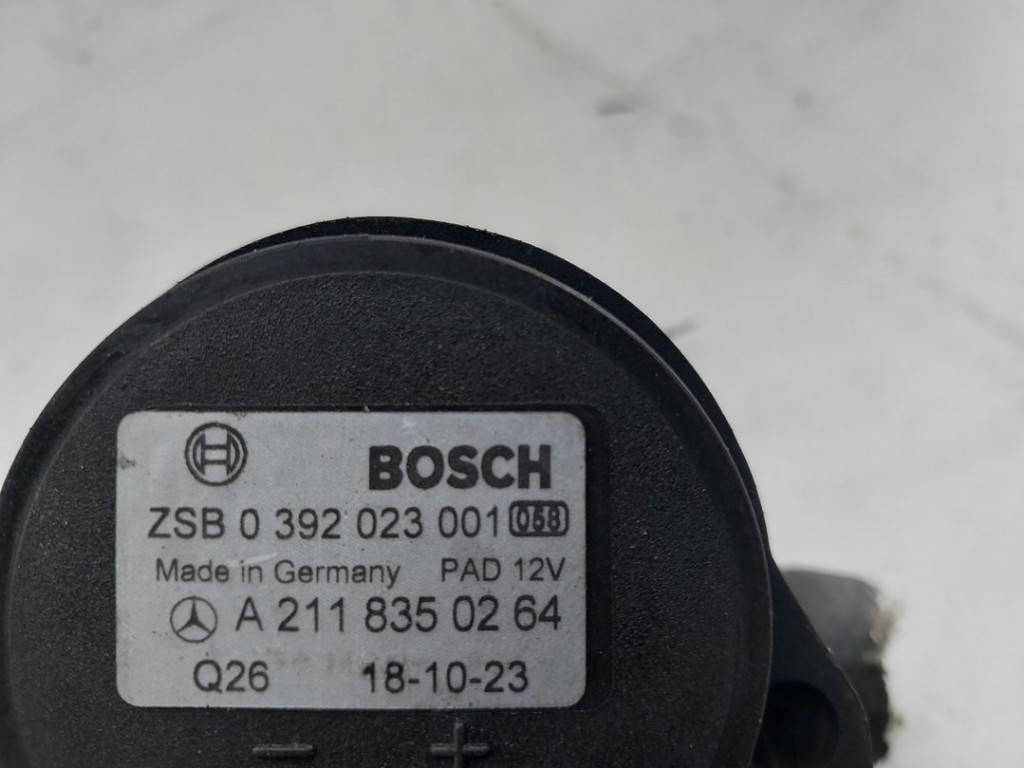 BOSCH
ZSB 0 392 023 001 058
Made in Germany PAD 12V
A 211 835 02 64
Q26 18-10-23
− +